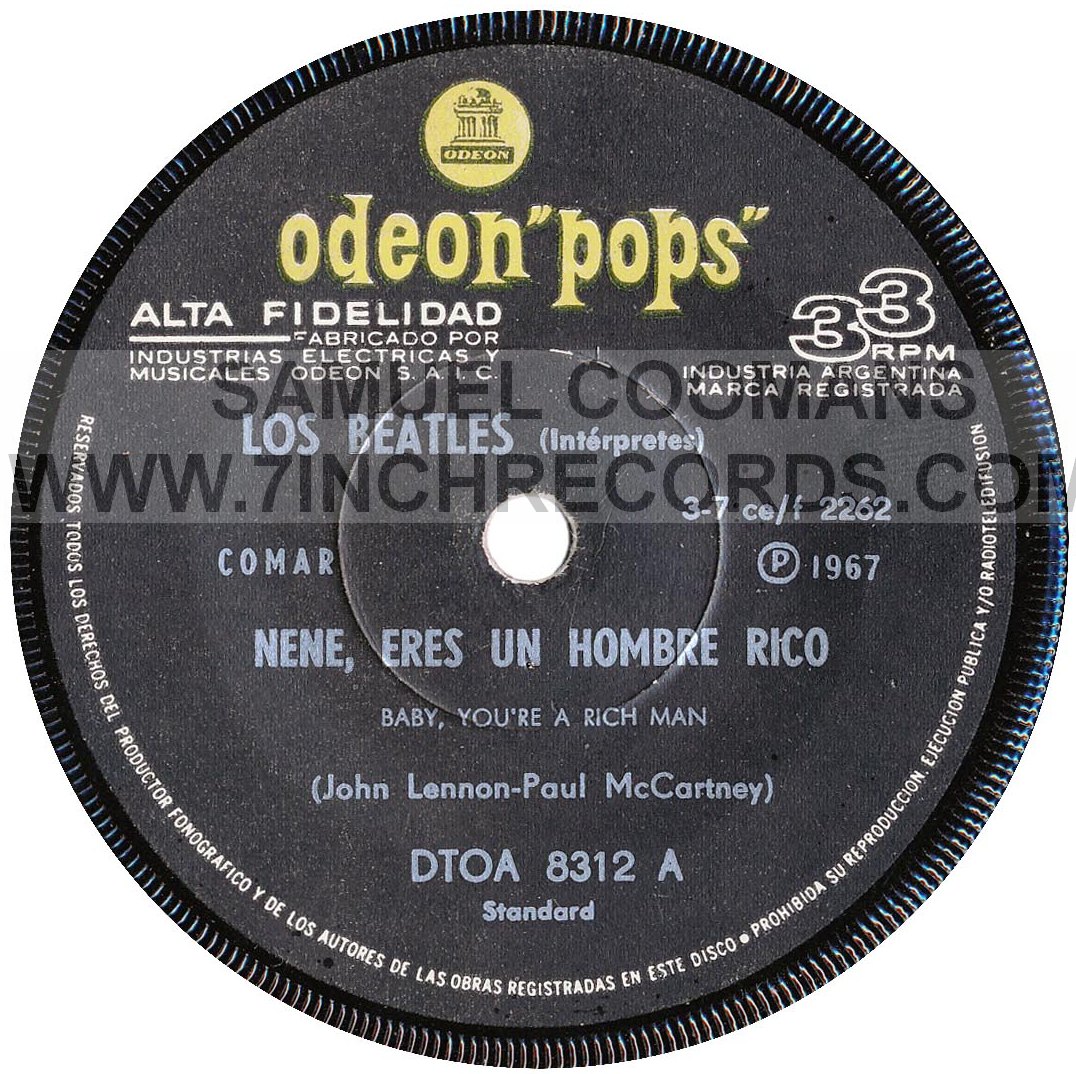 ODEON
odeon "pops"
ALTA FIDELIDAD
FABRICADO POR
INDUSTRIAS ELECTRICAS Y
MUSICALES ODEON S. A. I. C.
33
RPM
INDUSTRIA ARGENTINA
MARCA REGISTRADA
SAMUEL COOMANS
LOS BEATLES (Intérpretes)
WWW.7INCHRECORDS.COM
3-7 ce/f 2262
COMAR
℗ 1967
NENE, ERES UN HOMBRE RICO
BABY, YOU'RE A RICH MAN
(John Lennon-Paul McCartney)
DTOA 8312 A
Standard
RESERVADOS TODOS LOS DERECHOS DEL PRODUCTOR FONOGRAFICO Y DE LOS AUTORES DE LAS OBRAS REGISTRADAS EN ESTE DISCO • PROHIBIDA SU REPRODUCCION, EJECUCION PUBLICA Y/O RADIOTELEDIFUSION